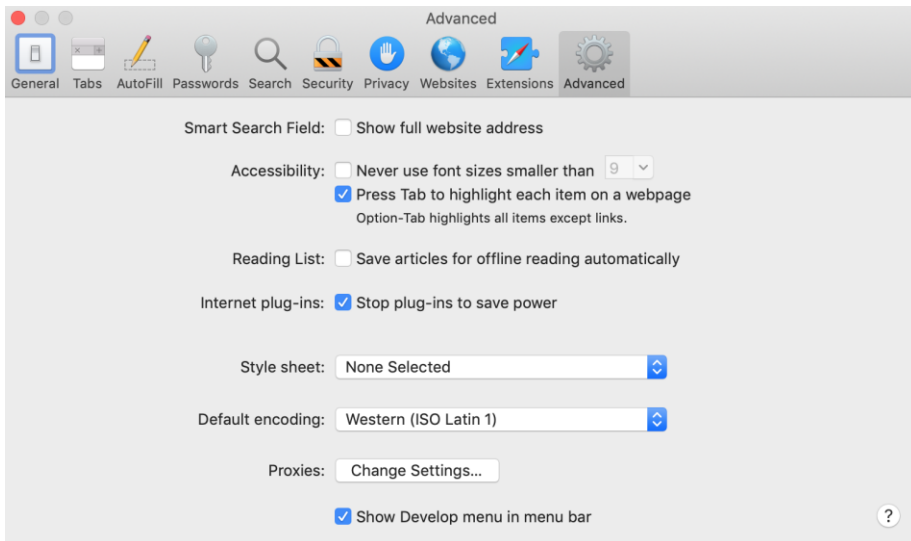 Advanced
General Tabs AutoFill Passwords Search Security Privacy Websites Extensions Advanced
Smart Search Field: Show full website address
Accessibility: Never use font sizes smaller than 9
Press Tab to highlight each item on a webpage
Option-Tab highlights all items except links.
Reading List: Save articles for offline reading automatically
Internet plug-ins: Stop plug-ins to save power
Style sheet: None Selected
Default encoding: Western (ISO Latin 1)
Proxies: Change Settings...
Show Develop menu in menu bar
?